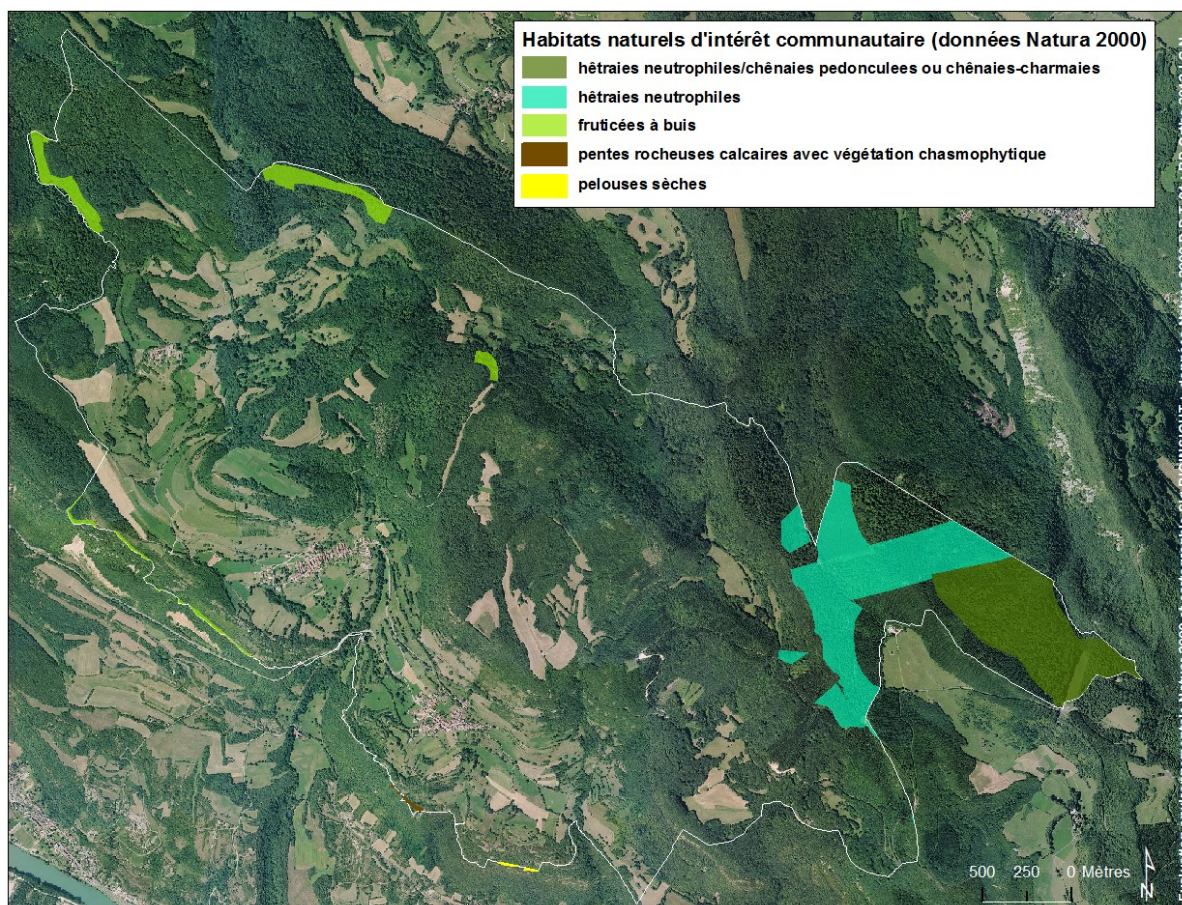 Habitats naturels d'intérêt communautaire (données Natura 2000)
hêtraies neutrophiles/chênaies pedonculees ou chênaies-charmaies
hêtraies neutrophiles
fruticées à buis
pentes rocheuses calcaires avec végétation chasmophytique
pelouses sèches
500 250 0 Mètres
N